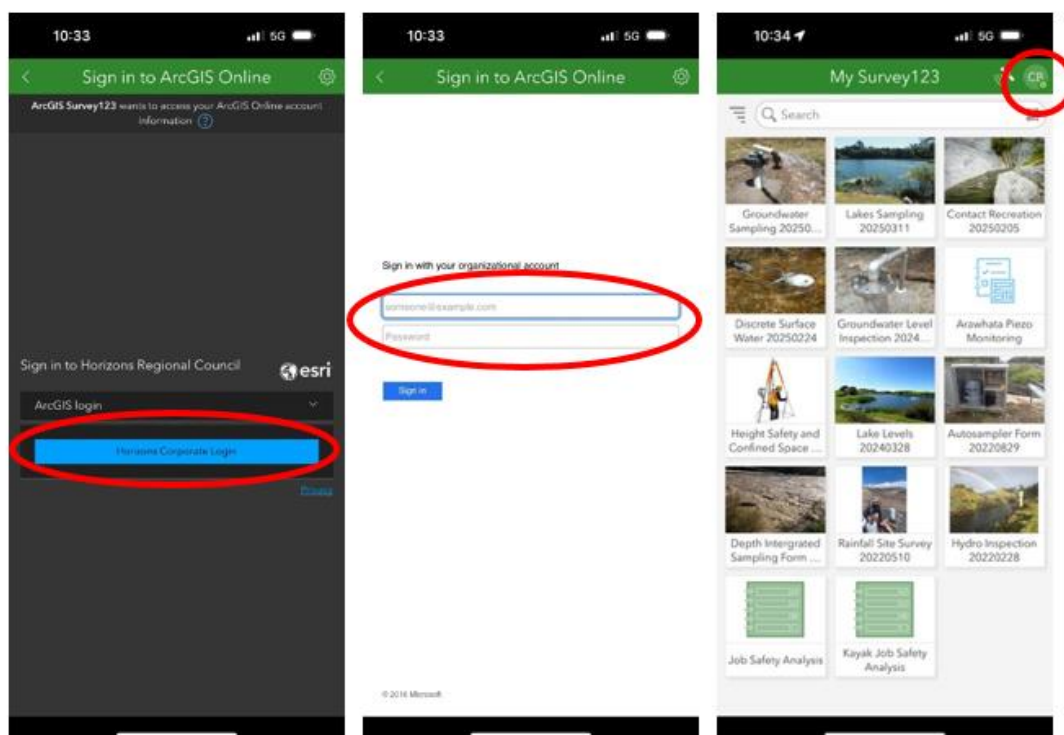 10:33
5G
Sign in to ArcGIS Online
ArcGIS Survey123 wants to access your ArcGIS Online account
information
Sign in to Horizons Regional Council
esri
ArcGIS login
Horizons Corporate Login
Privacy
10:33
5G
Sign in to ArcGIS Online
Sign in with your organizational account
someone@example.com
Password
Sign in
© 2016 Microsoft
10:34
5G
My Survey123
CP
Search
Groundwater
Sampling 20250...
Lakes Sampling
20250311
Contact Recreation
20250205
Discrete Surface
Water 20250224
Groundwater Level
Inspection 2024...
Arawhata Piezo
Monitoring
Height Safety and
Confined Space ...
Lake Levels
20240328
Autosampler Form
20220829
Depth Intergrated
Sampling Form ...
Rainfall Site Survey
20220510
Hydro Inspection
20220228
Job Safety Analysis
Kayak Job Safety
Analysis